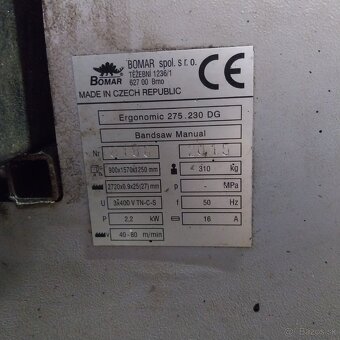 BOMAR
BOMAR spol. s r. o.
TĚŽEBNÍ 1236/1
627 00 Brno
CE
MADE IN CZECH REPUBLIC
Ergonomic 275.230 DG
Bandsaw Manual
Nr
900x1570x1250 mm
310 Kg
2720x0.9x25(27) mm
p - MPa
U 3x400 V TN-C-S
f 50 Hz
P 2,2 kW
16 A
v 40-80 m/min